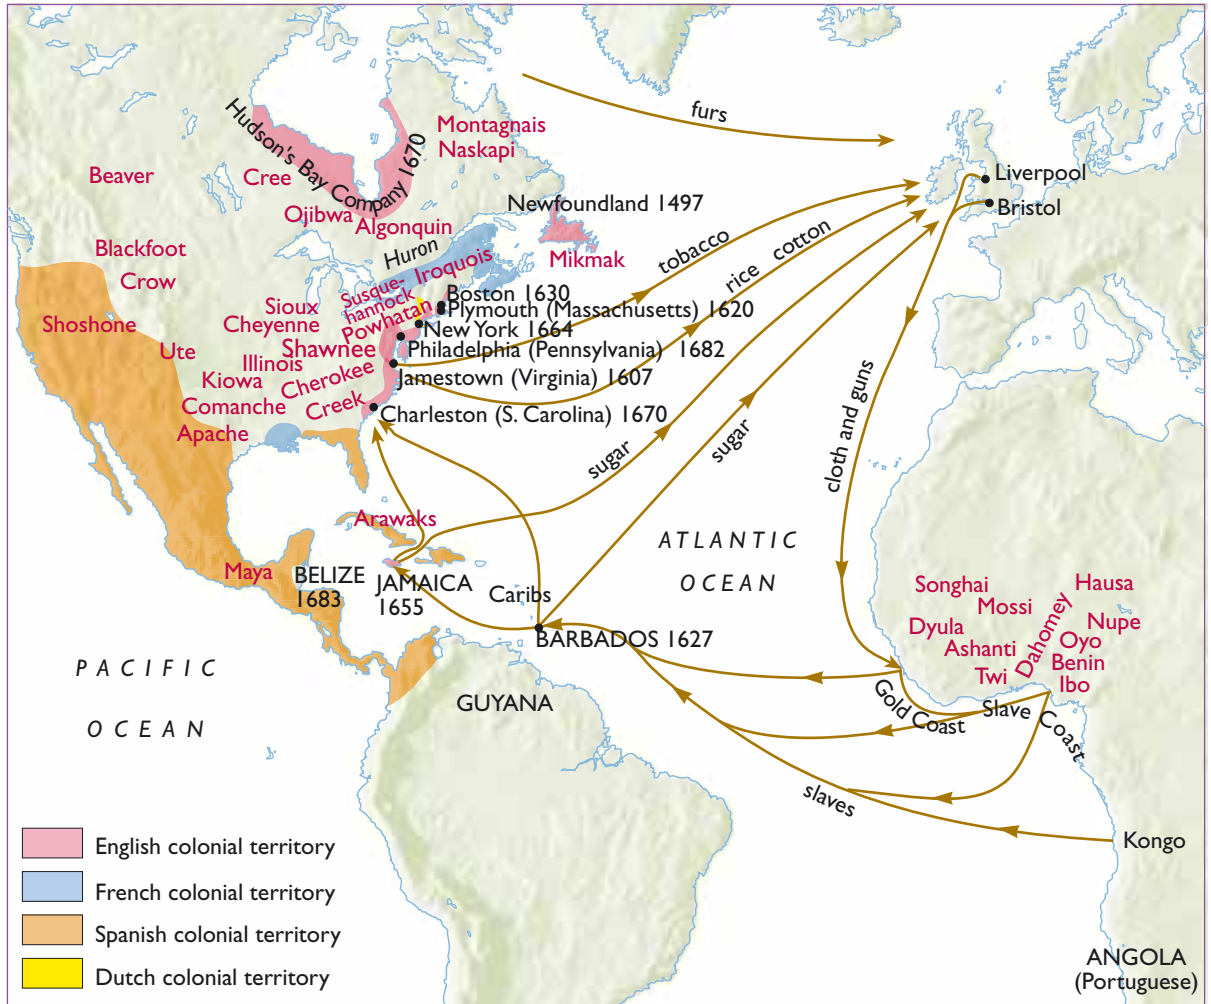 furs
Hudson's Bay Company 1670
Montagnais
Naskapi
Beaver
Cree
Liverpool
Bristol
Newfoundland 1497
Ojibwa
Algonquin
Huron
Iroquois
Mikmak
tobacco
rice
cotton
Blackfoot
Crow
Susque-
hannock
Powhatan
Boston 1630
Plymouth (Massachusetts) 1620
New York 1664
Philadelphia (Pennsylvania) 1682
Jamestown (Virginia) 1607
Charleston (S. Carolina) 1670
Sioux
Cheyenne
Shoshone
Ute
Shawnee
Illinois
Kiowa
Cherokee
Comanche
Creek
Apache
cloth and guns
sugar
sugar
Arawaks
ATLANTIC
OCEAN
Maya
BELIZE
1683
JAMAICA
1655
Caribs
BARBADOS 1627
Songhai
Hausa
Mossi
Dyula
Dahomey
Nupe
Ashanti
Oyo
Benin
Twi
Ibo
PACIFIC
OCEAN
GUYANA
Gold Coast
Slave Coast
slaves
Kongo
ANGOLA
(Portuguese)
English colonial territory
French colonial territory
Spanish colonial territory
Dutch colonial territory